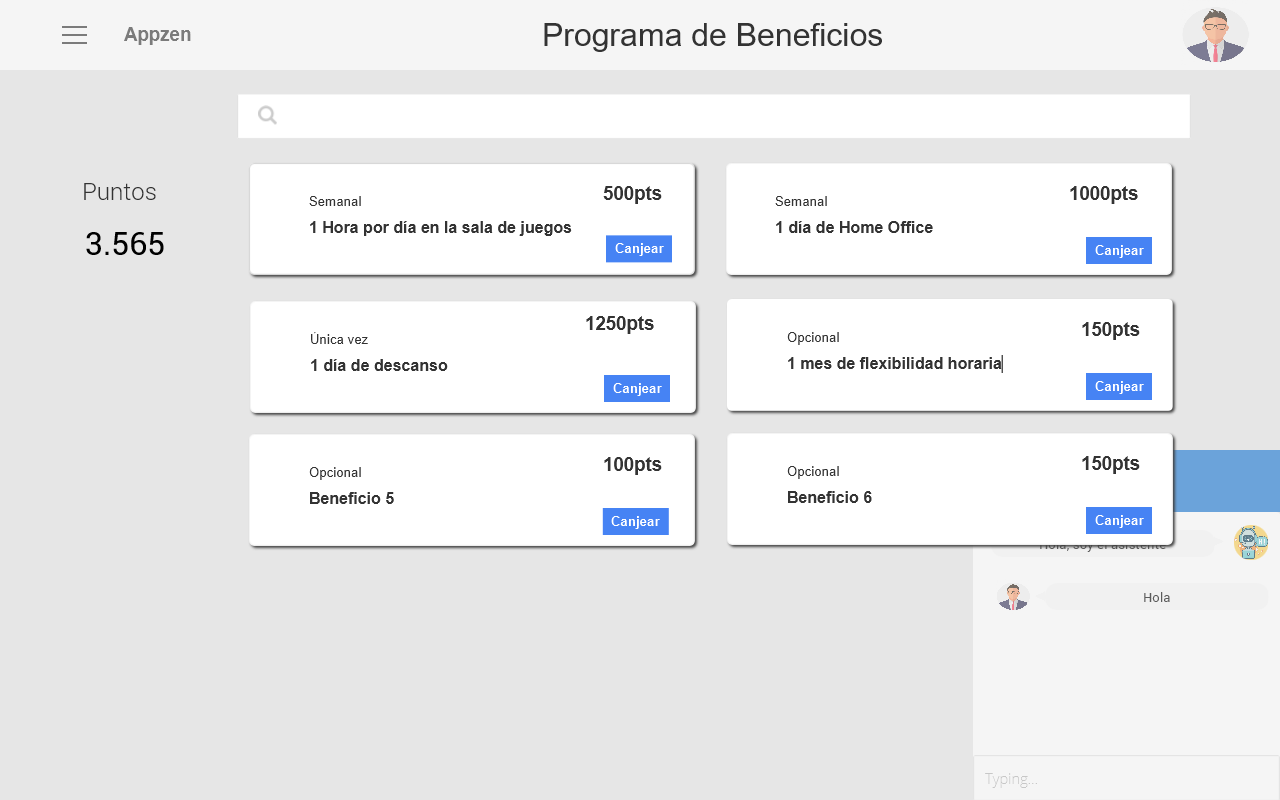 Appzen
Programa de Beneficios
Puntos
3.565
Semanal
500pts
1 Hora por día en la sala de juegos
Canjear
Semanal
1000pts
1 día de Home Office
Canjear
Única vez
1250pts
1 día de descanso
Canjear
Opcional
150pts
1 mes de flexibilidad horaria
Canjear
Opcional
100pts
Beneficio 5
Canjear
Opcional
150pts
Beneficio 6
Canjear
Hola, soy el asistente
Hola
Typing...